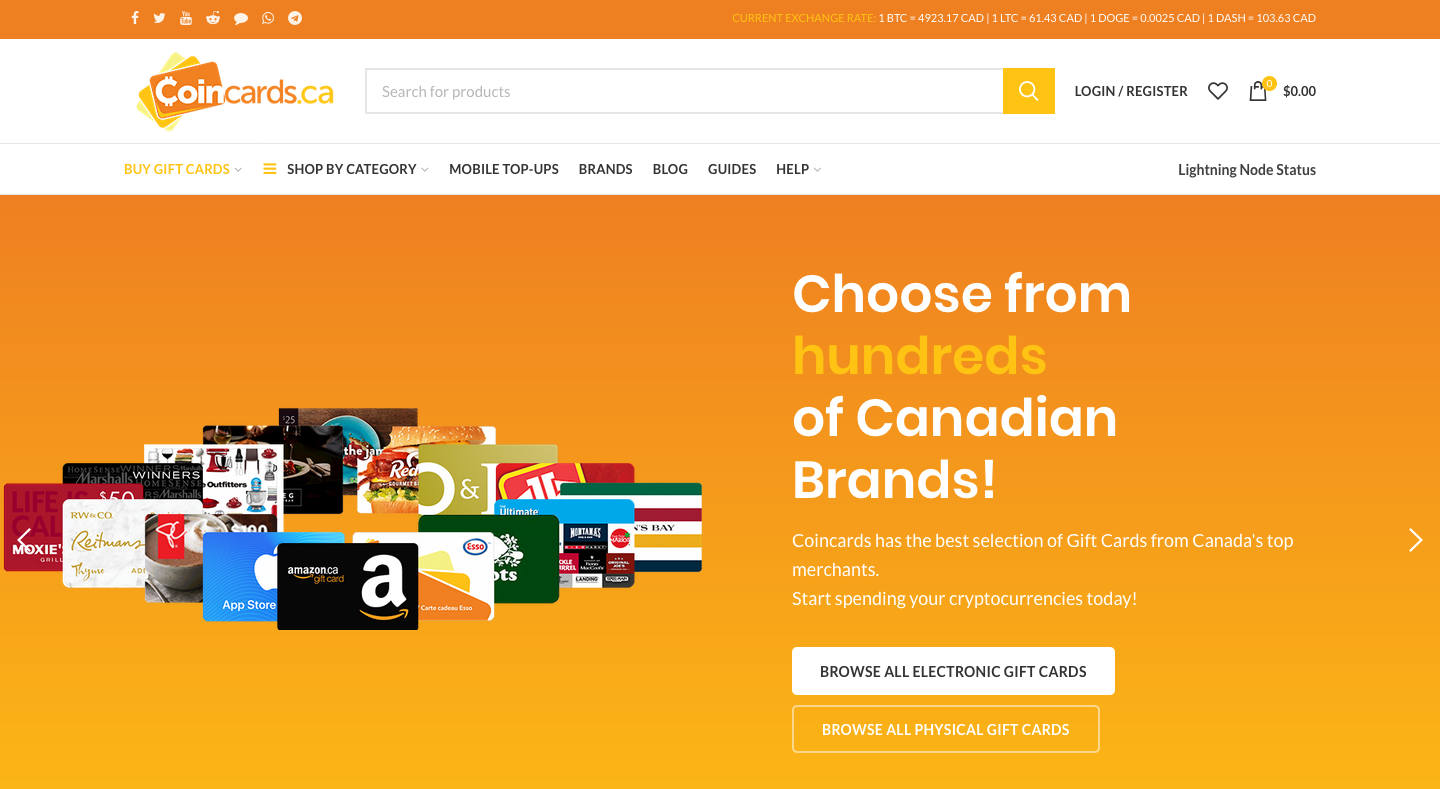 CURRENT EXCHANGE RATE: 1 BTC = 4923.17 CAD | 1 LTC = 61.43 CAD | 1 DOGE = 0.0025 CAD | 1 DASH = 103.63 CAD
Coincards.ca
Search for products
LOGIN / REGISTER
0
$0.00
BUY GIFT CARDS
SHOP BY CATEGORY
MOBILE TOP-UPS
BRANDS
BLOG
GUIDES
HELP
Lightning Node Status
Choose from
hundreds
of Canadian
Brands!
Coincards has the best selection of Gift Cards from Canada's top
merchants.
Start spending your cryptocurrencies today!
BROWSE ALL ELECTRONIC GIFT CARDS
BROWSE ALL PHYSICAL GIFT CARDS
$25
the
Red
Outfitters
HOMESENSE
WINNERS
Marshalls
$50
MOXIE'S
GRILL
RW&CO.
Reitmans
Thyme
$100
&
Ultimate
MONTANA'S
HARVEY'S
LANDING
'S BAY
App Store
amazon.ca
gift card
a
Esso
Carte cadeau Esso